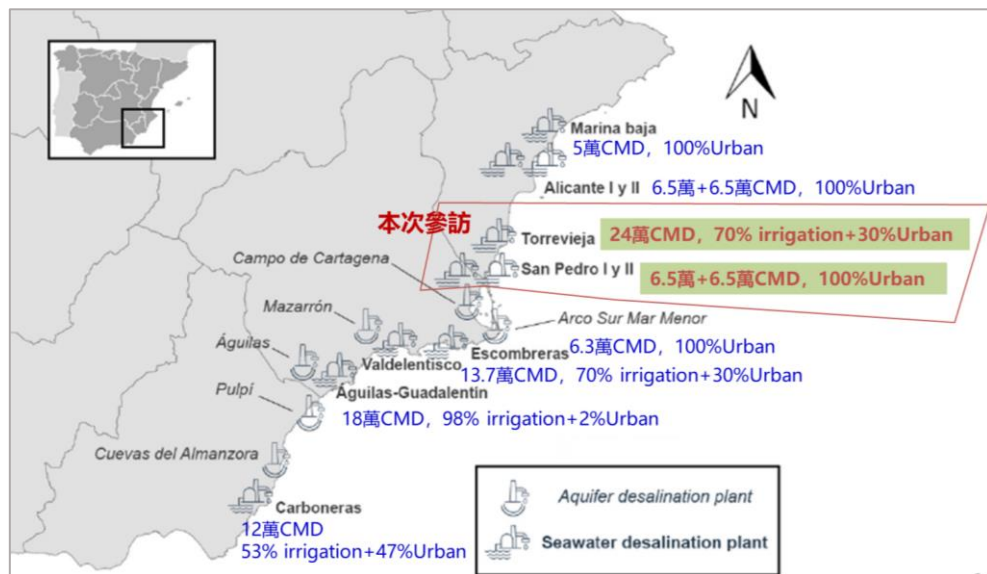 N
Marina baja
5萬CMD，100%Urban
Alicante I y II 6.5萬+6.5萬CMD，100%Urban
本次參訪
Torrevieja 24萬CMD，70% irrigation+30%Urban
Campo de Cartagena
San Pedro I y II 6.5萬+6.5萬CMD，100%Urban
Mazarrón
Arco Sur Mar Menor
Águilas
Escombreras 6.3萬CMD，100%Urban
Valdelentisco 13.7萬CMD，70% irrigation+30%Urban
Pulpí
Águilas-Guadalentín
18萬CMD，98% irrigation+2%Urban
Cuevas del Almanzora
Carboneras
12萬CMD
53% irrigation+47%Urban
Aquifer desalination plant
Seawater desalination plant